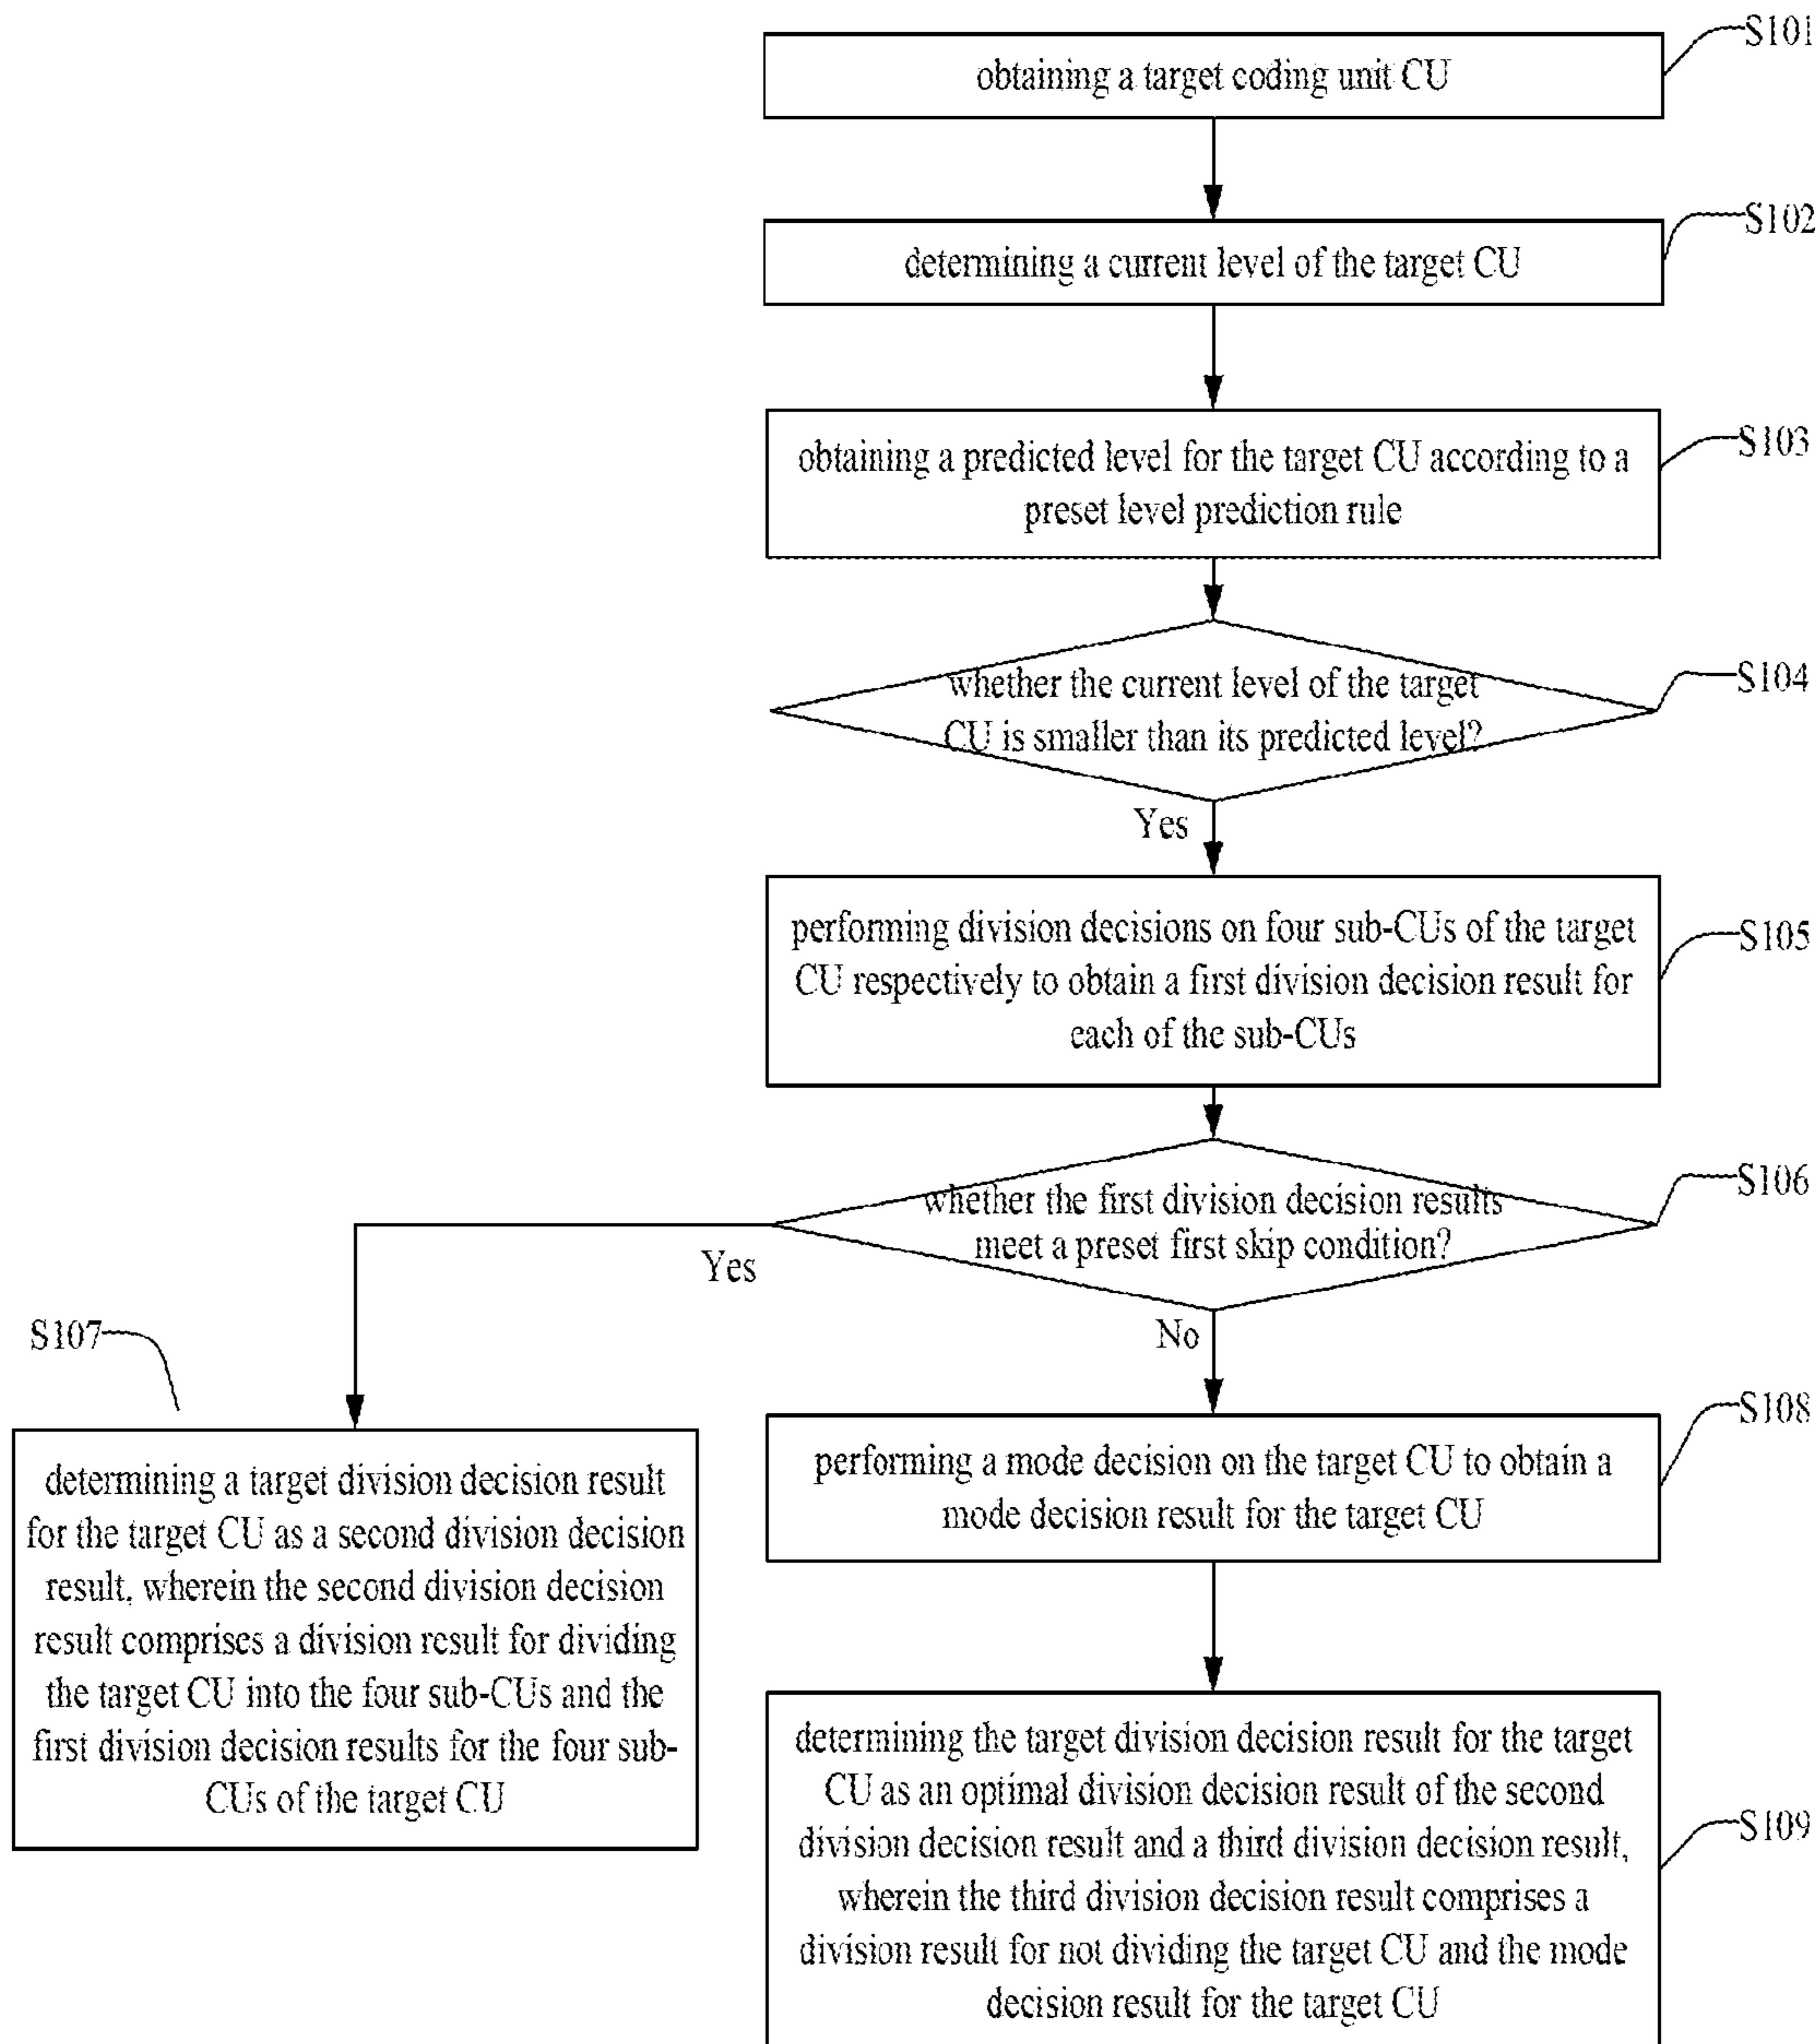 S101
obtaining a target coding unit CU
S102
determining a current level of the target CU
S103
obtaining a predicted level for the target CU according to a
preset level prediction rule
S104
whether the current level of the target
CU is smaller than its predicted level?
Yes
S105
performing division decisions on four sub-CUs of the target
CU respectively to obtain a first division decision result for
each of the sub-CUs
S106
whether the first division decision results
meet a preset first skip condition?
Yes
No
S107
determining a target division decision result
for the target CU as a second division decision
result, wherein the second division decision
result comprises a division result for dividing
the target CU into the four sub-CUs and the
first division decision results for the four sub-
CUs of the target CU
S108
performing a mode decision on the target CU to obtain a
mode decision result for the target CU
S109
determining the target division decision result for the target
CU as an optimal division decision result of the second
division decision result and a third division decision result,
wherein the third division decision result comprises a
division result for not dividing the target CU and the mode
decision result for the target CU